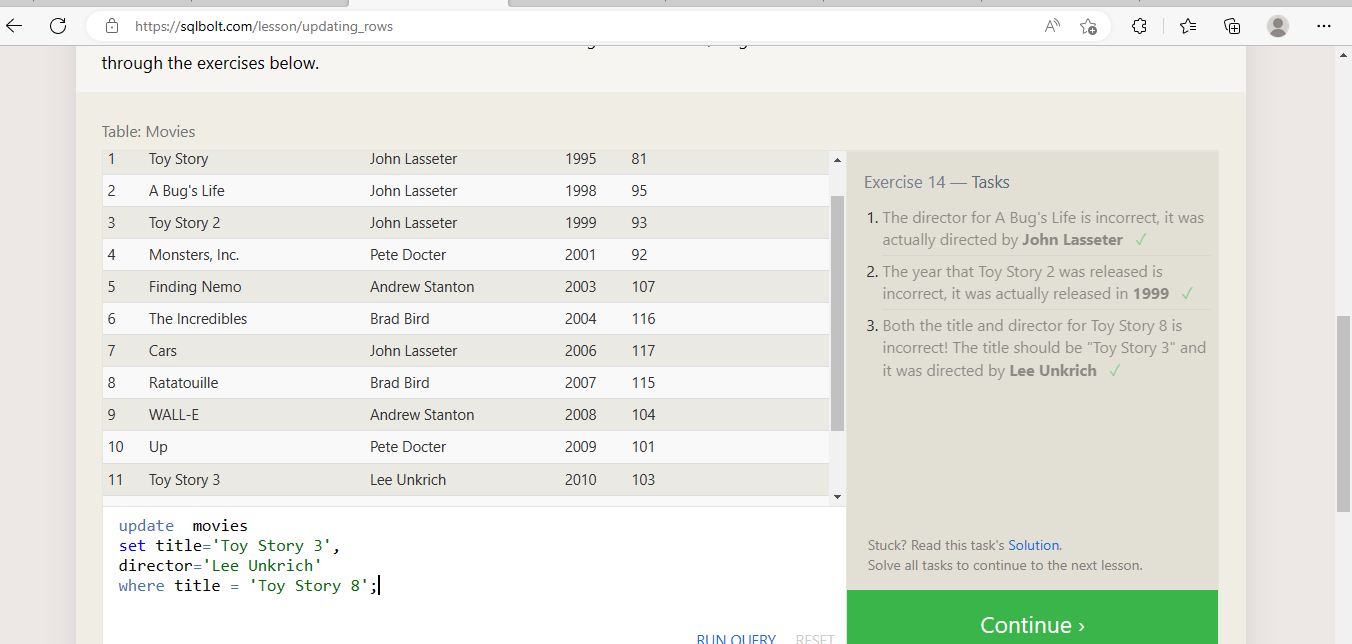 https://sqlbolt.com/lesson/updating_rows
through the exercises below.
Table: Movies
1 Toy Story John Lasseter 1995 81
2 A Bug's Life John Lasseter 1998 95
3 Toy Story 2 John Lasseter 1999 93
4 Monsters, Inc. Pete Docter 2001 92
5 Finding Nemo Andrew Stanton 2003 107
6 The Incredibles Brad Bird 2004 116
7 Cars John Lasseter 2006 117
8 Ratatouille Brad Bird 2007 115
9 WALL-E Andrew Stanton 2008 104
10 Up Pete Docter 2009 101
11 Toy Story 3 Lee Unkrich 2010 103
update  movies
set title='Toy Story 3',
director='Lee Unkrich'
where title = 'Toy Story 8';
RUN QUERY RESET
Exercise 14 — Tasks
1. The director for A Bug's Life is incorrect, it was
actually directed by John Lasseter ✓
2. The year that Toy Story 2 was released is
incorrect, it was actually released in 1999 ✓
3. Both the title and director for Toy Story 8 is
incorrect! The title should be "Toy Story 3" and
it was directed by Lee Unkrich ✓
Stuck? Read this task's Solution.
Solve all tasks to continue to the next lesson.
Continue ›